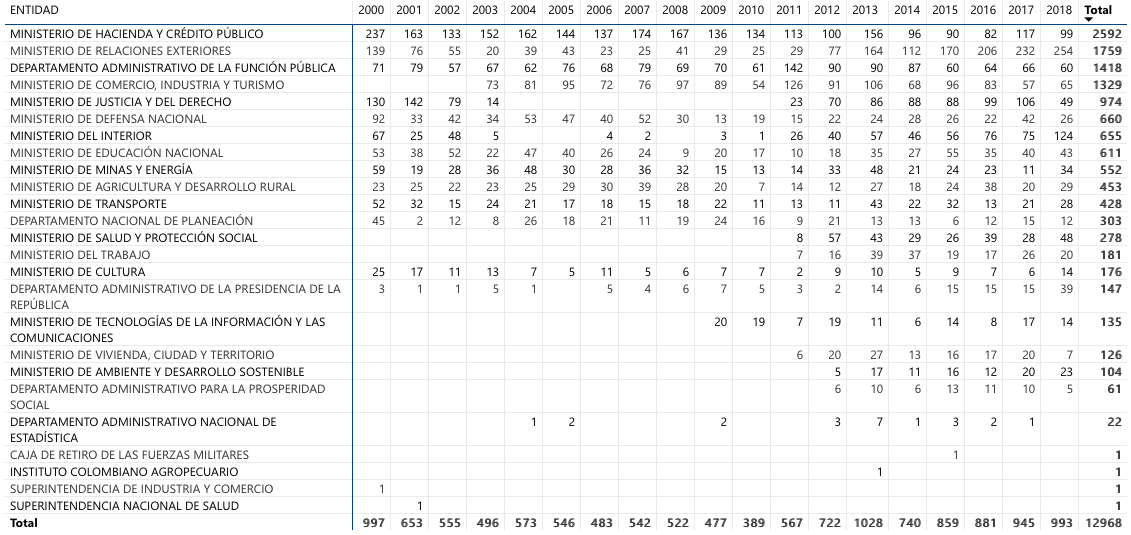 ENTIDAD 2000 2001 2002 2003 2004 2005 2006 2007 2008 2009 2010 2011 2012 2013 2014 2015 2016 2017 2018 Total
MINISTERIO DE HACIENDA Y CRÉDITO PÚBLICO 237 163 133 152 162 144 137 174 167 136 134 113 100 156 96 90 82 117 99 2592
MINISTERIO DE RELACIONES EXTERIORES 139 76 55 20 39 43 23 25 41 29 25 29 77 164 112 170 206 232 254 1759
DEPARTAMENTO ADMINISTRATIVO DE LA FUNCIÓN PÚBLICA 71 79 57 67 62 76 68 79 69 70 61 142 90 90 87 60 64 66 60 1418
MINISTERIO DE COMERCIO, INDUSTRIA Y TURISMO 73 81 95 72 76 97 89 54 126 91 106 68 96 83 57 65 1329
MINISTERIO DE JUSTICIA Y DEL DERECHO 130 142 79 14 23 70 86 88 88 99 106 49 974
MINISTERIO DE DEFENSA NACIONAL 92 33 42 34 53 47 40 52 30 13 19 15 22 24 28 26 22 42 26 660
MINISTERIO DEL INTERIOR 67 25 48 5 4 2 3 1 26 40 57 46 56 76 75 124 655
MINISTERIO DE EDUCACIÓN NACIONAL 53 38 52 22 47 40 26 24 9 20 17 10 18 35 27 55 35 40 43 611
MINISTERIO DE MINAS Y ENERGÍA 59 19 28 36 48 30 28 36 32 15 13 14 33 48 21 24 23 11 34 552
MINISTERIO DE AGRICULTURA Y DESARROLLO RURAL 23 25 22 23 25 29 30 39 28 20 7 14 12 27 18 24 38 20 29 453
MINISTERIO DE TRANSPORTE 52 32 15 24 21 17 18 15 18 22 11 13 11 43 22 32 13 21 28 428
DEPARTAMENTO NACIONAL DE PLANEACIÓN 45 2 12 8 26 18 21 11 19 24 16 9 21 13 13 6 12 15 12 303
MINISTERIO DE SALUD Y PROTECCIÓN SOCIAL 8 57 43 29 26 39 28 48 278
MINISTERIO DEL TRABAJO 7 16 39 37 19 17 26 20 181
MINISTERIO DE CULTURA 25 17 11 13 7 5 11 5 6 7 7 2 9 10 5 9 7 6 14 176
DEPARTAMENTO ADMINISTRATIVO DE LA PRESIDENCIA DE LA 3 1 1 5 1 5 4 6 7 5 3 2 14 6 15 15 15 39 147
REPÚBLICA
MINISTERIO DE TECNOLOGÍAS DE LA INFORMACIÓN Y LAS 20 19 7 19 11 6 14 8 17 14 135
COMUNICACIONES
MINISTERIO DE VIVIENDA, CIUDAD Y TERRITORIO 6 20 27 13 16 17 20 7 126
MINISTERIO DE AMBIENTE Y DESARROLLO SOSTENIBLE 5 17 11 16 12 20 23 104
DEPARTAMENTO ADMINISTRATIVO PARA LA PROSPERIDAD 6 10 6 13 11 10 5 61
SOCIAL
DEPARTAMENTO ADMINISTRATIVO NACIONAL DE 1 2 2 3 7 1 3 2 1 22
ESTADÍSTICA
CAJA DE RETIRO DE LAS FUERZAS MILITARES 1 1
INSTITUTO COLOMBIANO AGROPECUARIO 1 1
SUPERINTENDENCIA DE INDUSTRIA Y COMERCIO 1 1
SUPERINTENDENCIA NACIONAL DE SALUD 1 1
Total 997 653 555 496 573 546 483 542 522 477 389 567 722 1028 740 859 881 945 993 12968